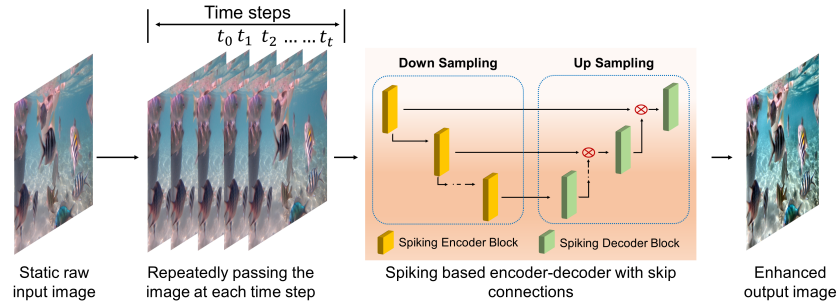 Time steps
t₀ t₁ t₂ ... ... tₜ
Down Sampling
Up Sampling
Spiking Encoder Block
Spiking Decoder Block
Static raw
input image
Repeatedly passing the
image at each time step
Spiking based encoder-decoder with skip
connections
Enhanced
output image